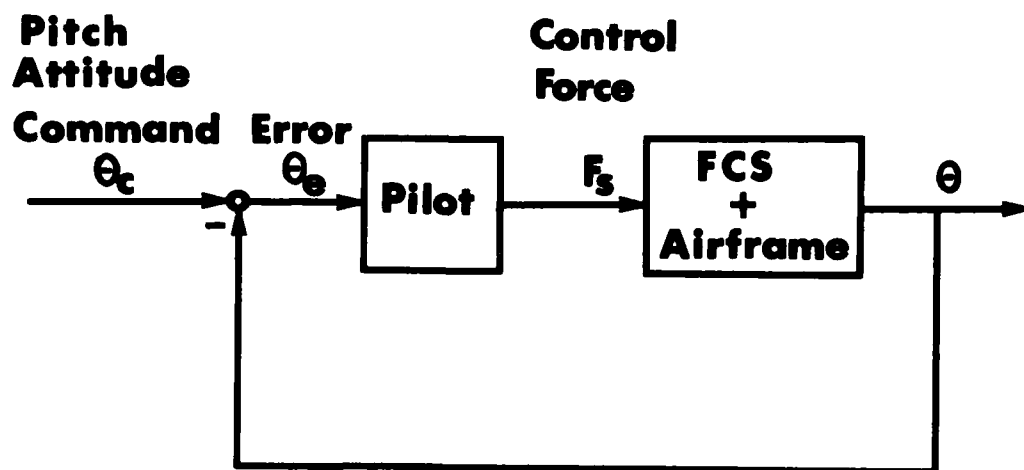 Pitch
Attitude
Command
θc
Error
θe
Pilot
Control
Force
Fs
FCS
+
Airframe
θ
−